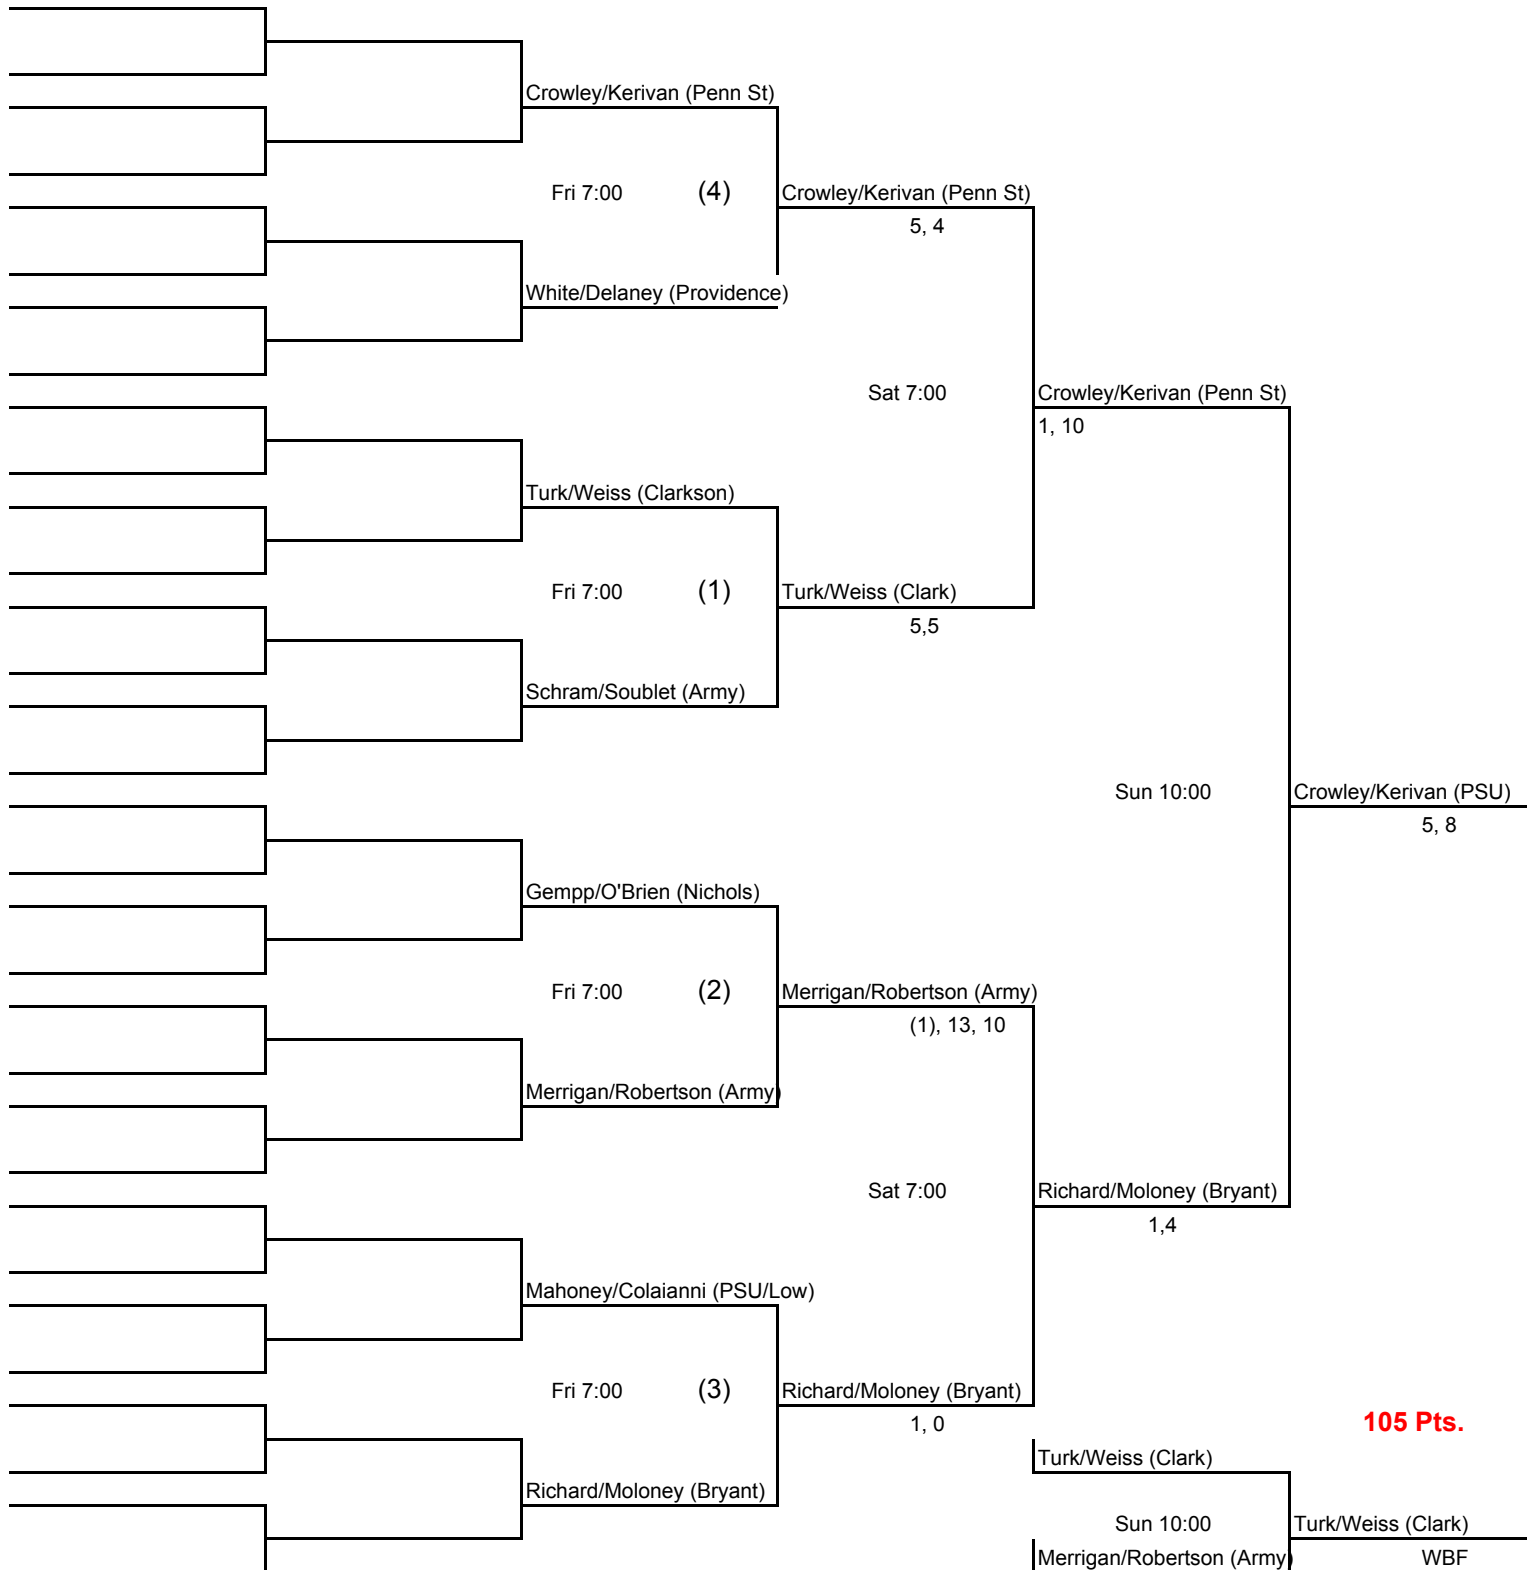 Crowley/Kerivan (Penn St)
Fri 7:00 (4) Crowley/Kerivan (Penn St)
5, 4
White/Delaney (Providence)
Sat 7:00 Crowley/Kerivan (Penn St)
1, 10
Turk/Weiss (Clarkson)
Fri 7:00 (1) Turk/Weiss (Clark)
5,5
Schram/Soublet (Army)
Sun 10:00 Crowley/Kerivan (PSU)
5, 8
Gempp/O'Brien (Nichols)
Fri 7:00 (2) Merrigan/Robertson (Army)
(1), 13, 10
Merrigan/Robertson (Army)
Sat 7:00 Richard/Moloney (Bryant)
1,4
Mahoney/Colaianni (PSU/Low)
Fri 7:00 (3) Richard/Moloney (Bryant)
1, 0 105 Pts.
Turk/Weiss (Clark)
Richard/Moloney (Bryant)
Sun 10:00 Turk/Weiss (Clark)
Merrigan/Robertson (Army) WBF